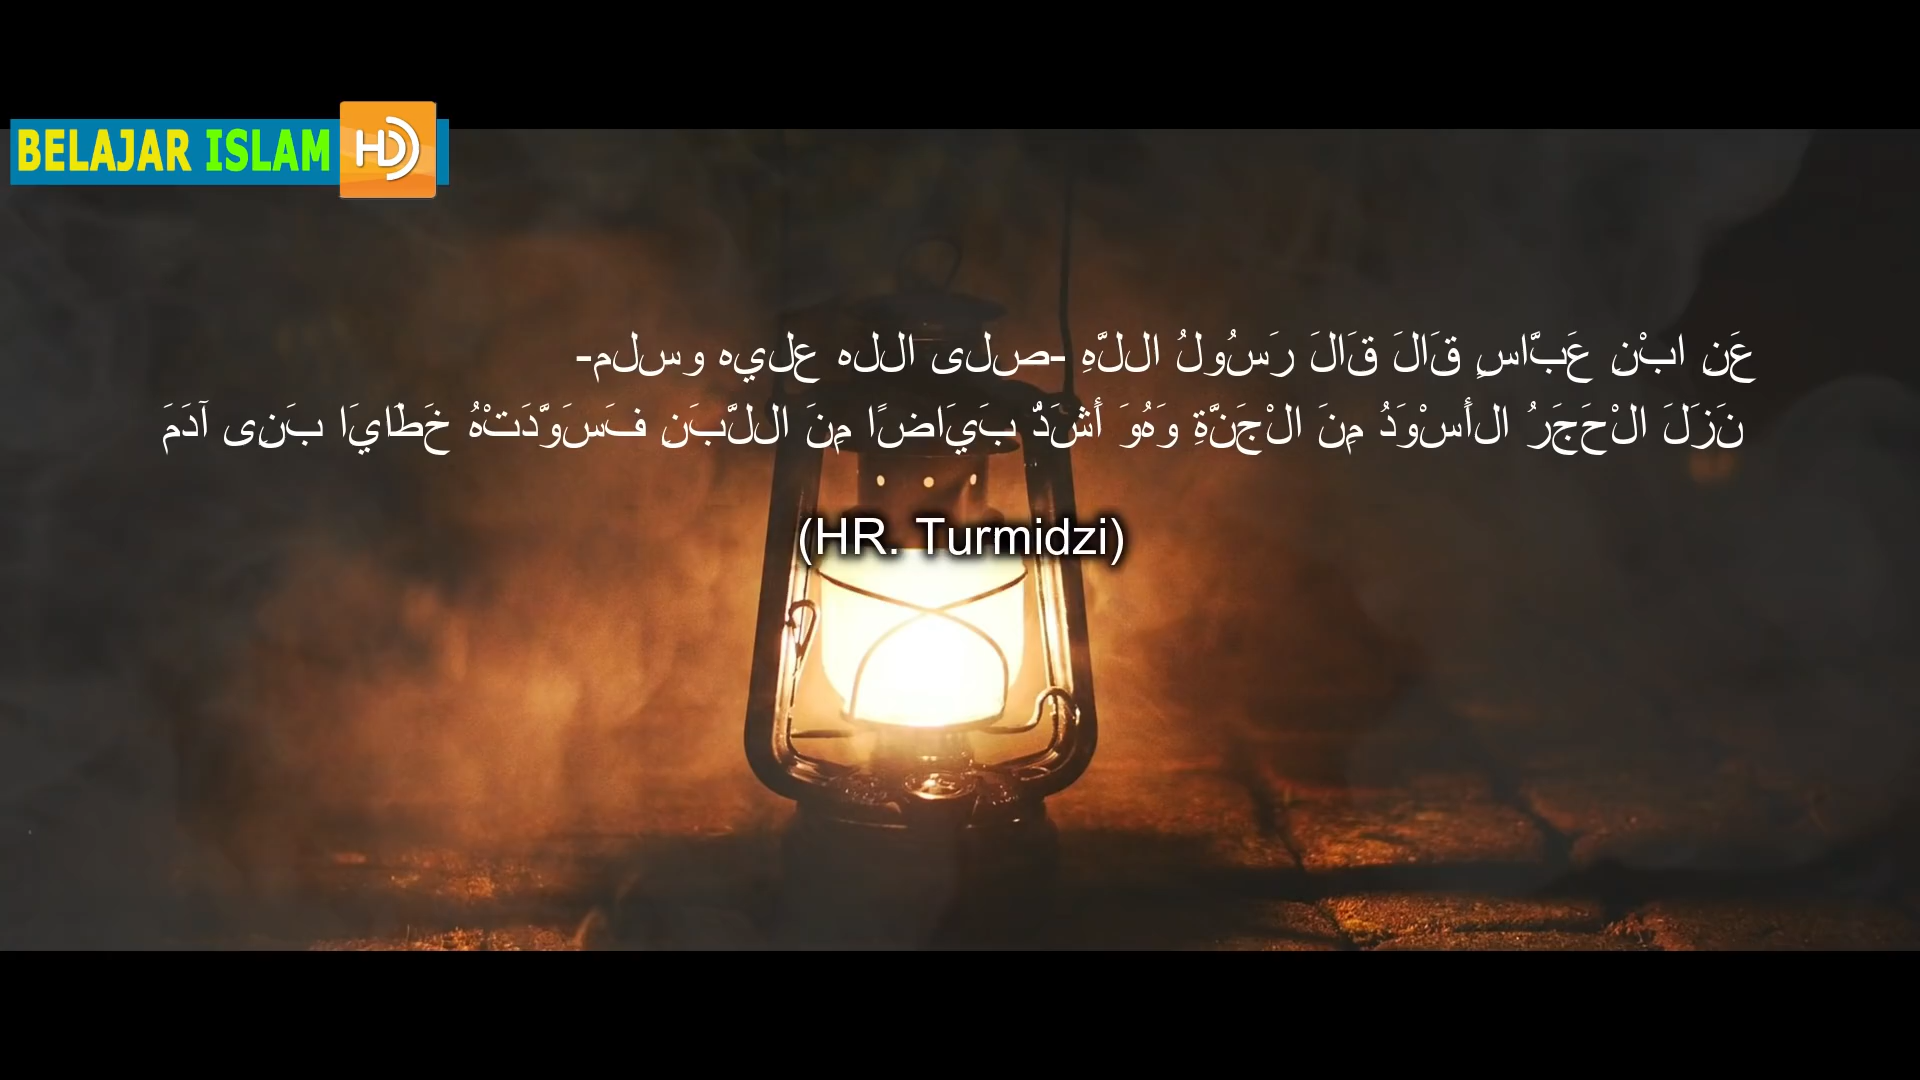 BELAJAR ISLAM HD
عَنِ ابْنِ عَبَّاسٍ قَالَ قَالَ رَسُولُ اللَّهِ -صلى الله عليه وسلم-
نَزَلَ الْحَجَرُ الأَسْوَدُ مِنَ الْجَنَّةِ وَهُوَ أَشَدُّ بَيَاضًا مِنَ اللَّبَنِ فَسَوَّدَتْهُ خَطَايَا بَنِى آدَمَ
(HR. Turmidzi)